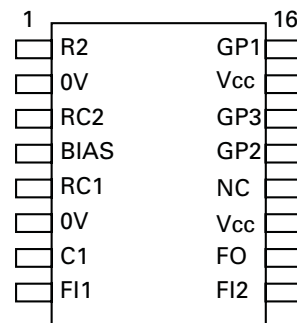 1 16
R2 GP1
0V Vcc
RC2 GP3
BIAS GP2
RC1 NC
0V Vcc
C1 FO
FI1 FI2